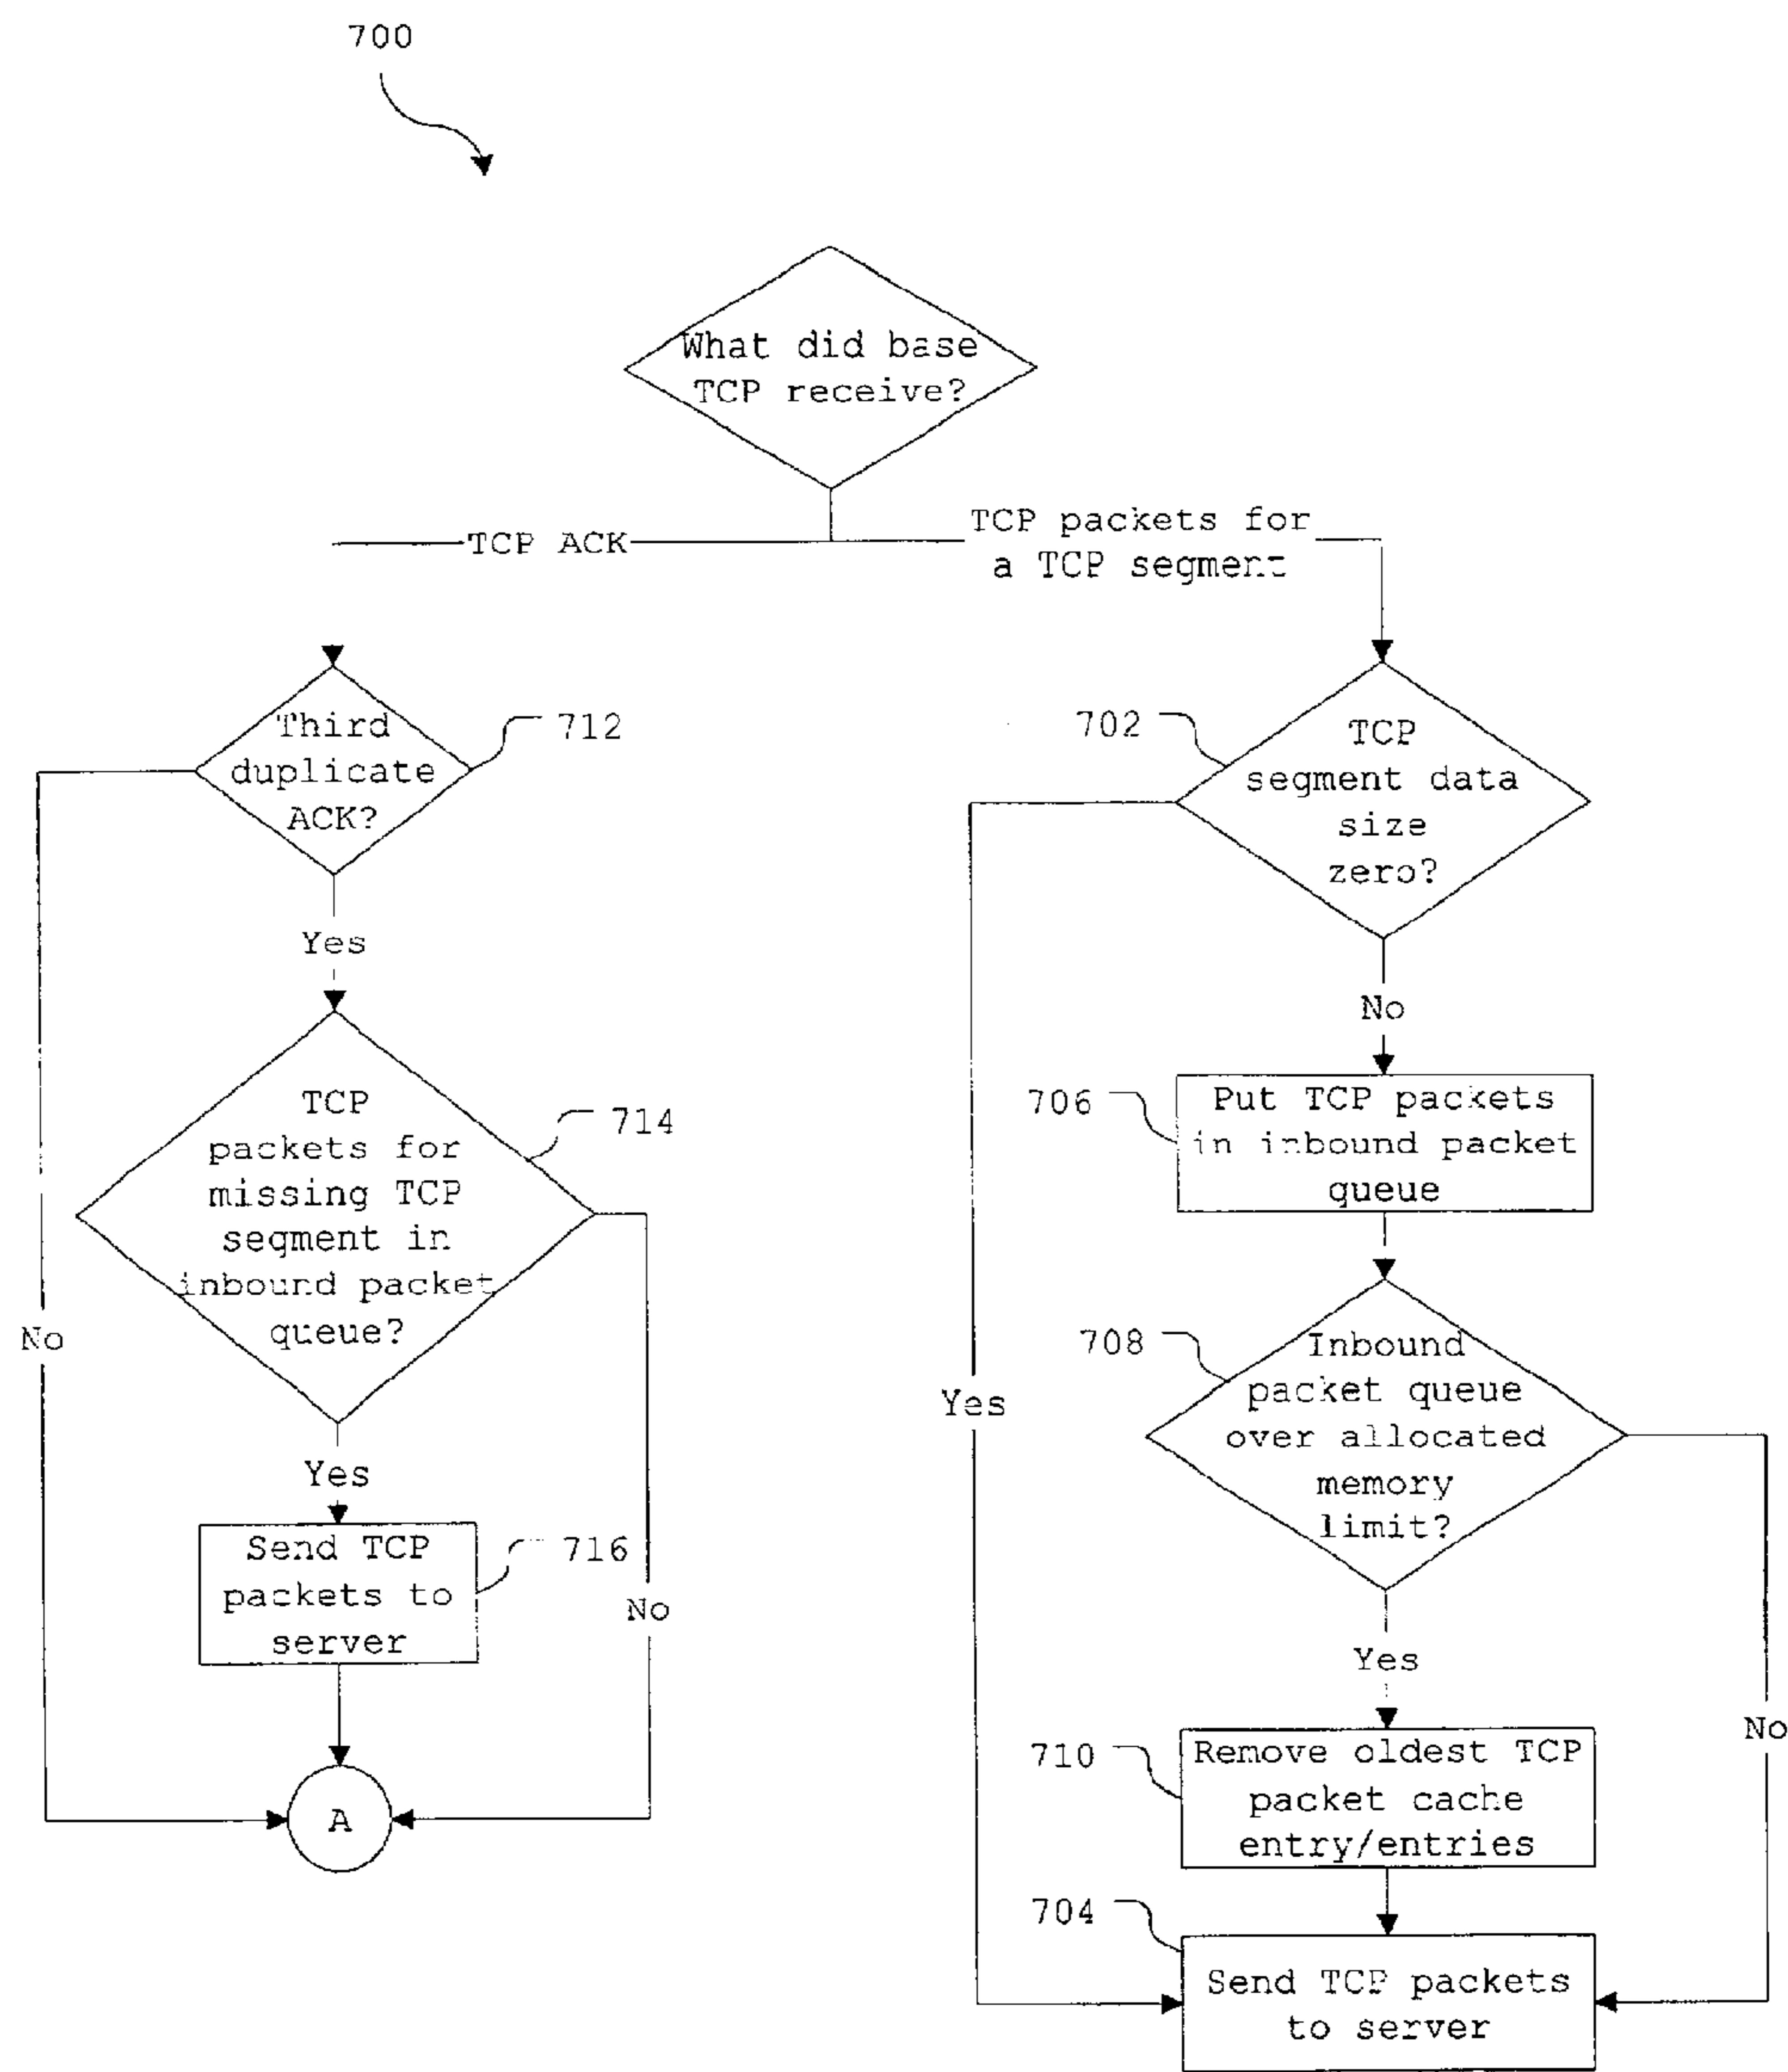 700
What did base
TCP receive?
TCP ACK
TCP packets for
a TCP segment
Third
duplicate
ACK?
712
Yes
No
TCP
packets for
missing TCP
segment in
inbound packet
queue?
714
Yes
No
Send TCP
packets to
server
716
A
702
TCP
segment data
size
zero?
Yes
No
706
Put TCP packets
in inbound packet
queue
708
Inbound
packet queue
over allocated
memory
limit?
Yes
No
710
Remove oldest TCP
packet cache
entry/entries
704
Send TCP packets
to server